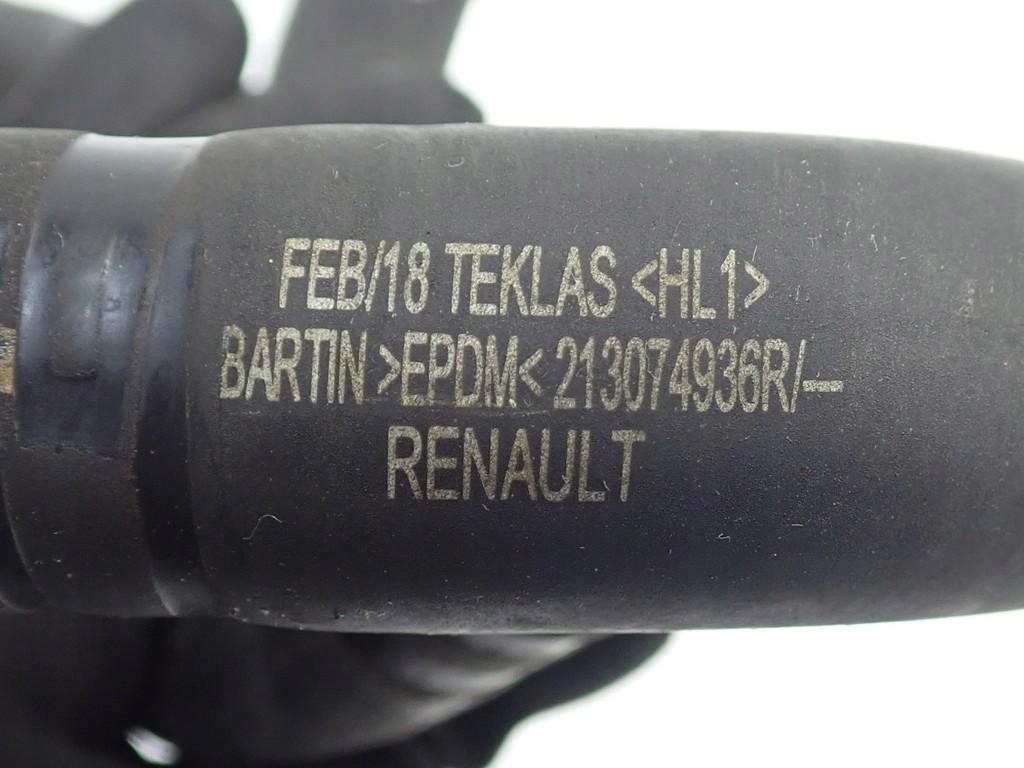 FEB/18 TEKLAS <HL1>
BARTIN >EPDM< 213074936R/--
RENAULT